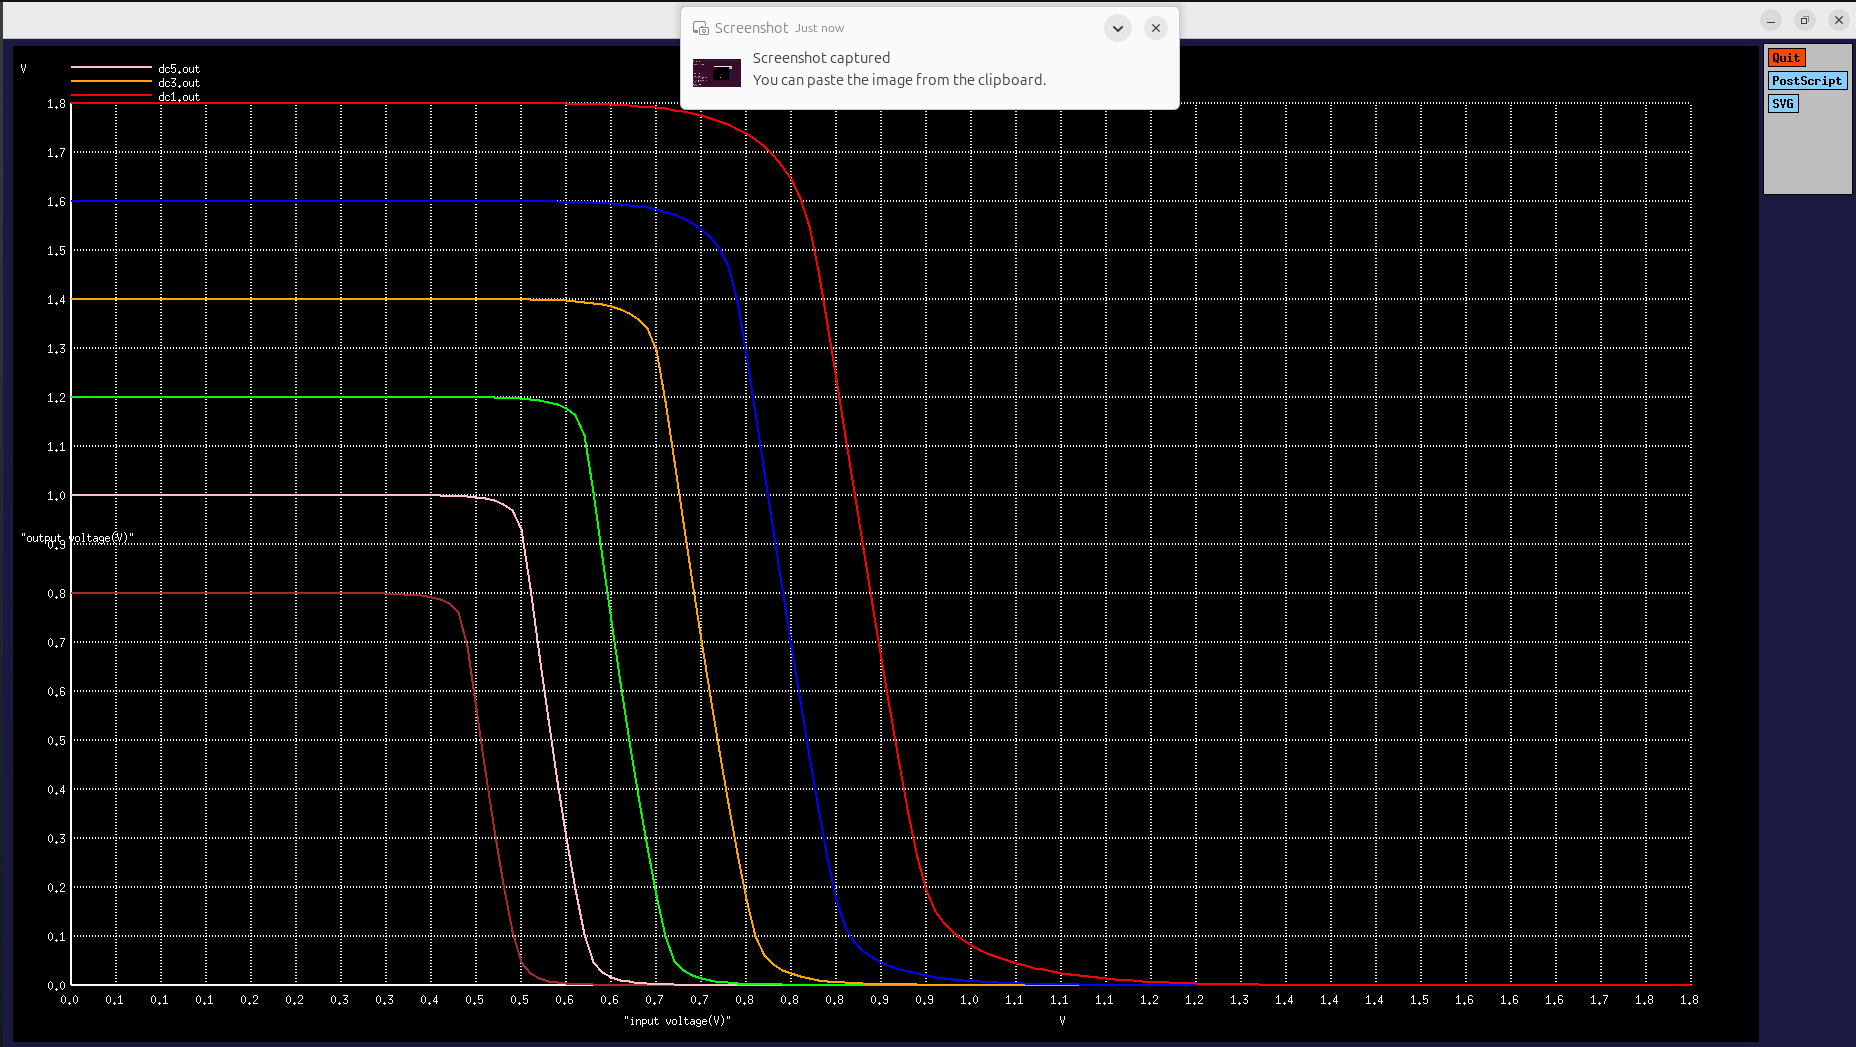 Screenshot Just now
Screenshot captured
You can paste the image from the clipboard.
Quit
PostScript
SVG
V
dc5.out
dc3.out
dc1.out
1.8
1.7
1.6
1.5
1.4
1.3
1.2
1.1
1.0
"output voltage(V)"
0.9
0.8
0.7
0.6
0.5
0.4
0.3
0.2
0.1
0.0
0.0 0.1 0.1 0.1 0.2 0.2 0.3 0.3 0.4 0.5 0.5 0.6 0.6 0.7 0.7 0.8 0.8 0.8 0.9 0.9 1.0 1.1 1.1 1.1 1.2 1.2 1.3 1.4 1.4 1.4 1.5 1.6 1.6 1.6 1.7 1.8 1.8
"input voltage(V)" V